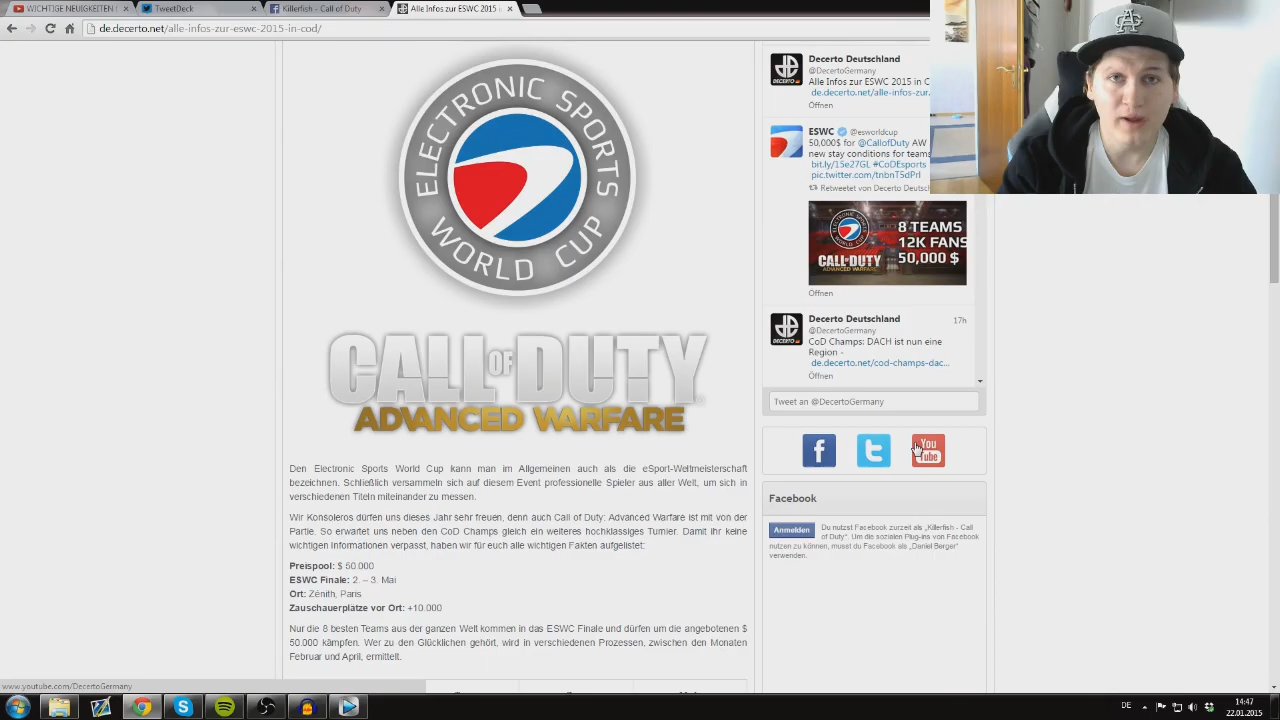 WICHTIGE NEUIGKEITEN
TweetDeck
Killerfish - Call of Duty
Alle Infos zur ESWC 2015 in
de.decerto.net/alle-infos-zur-eswc-2015-in-cod/
ELECTRONIC SPORTS
WORLD CUP
CALL OF DUTY
ADVANCED WARFARE
Den Electronic Sports World Cup kann man im Allgemeinen auch als die eSport-Weltmeisterschaft
bezeichnen. Schließlich versammeln sich auf diesem Event professionelle Spieler aus aller Welt, um sich in
verschiedenen Titeln miteinander zu messen.
Wir Konsoleros dürfen uns dieses Jahr sehr freuen, denn auch Call of Duty: Advanced Warfare ist mit von der
Partie. So erwartet uns neben den CoD Champs gleich ein weiteres hochklassiges Turnier. Damit ihr keine
wichtigen Informationen verpasst, haben wir für euch alle wichtigen Fakten aufgelistet:
Preispool: $ 50.000
ESWC Finale: 2. – 3. Mai
Ort: Zénith, Paris
Zauschauerplätze vor Ort: +10.000
Nur die 8 besten Teams aus der ganzen Welt kommen in das ESWC Finale und dürfen um die angebotenen $
50.000 kämpfen. Wer zu den Glücklichen gehört, wird in verschiedenen Prozessen, zwischen den Monaten
Februar und April, ermittelt.
Decerto Deutschland
@DecertoGermany
Alle Infos zur ESWC 2015 in C
de.decerto.net/alle-infos-zur...
Öffnen
ESWC @esworldcup
50,000$ for @CallofDuty AW
new stay conditions for teams
bit.ly/15e27GL #CoDEsports
pic.twitter.com/tnbnT5dPrl
Retweetet von Decerto Deutsch
ELECTRONIC SPORTS
WORLD CUP
8 TEAMS
12K FANS
50,000 $
CALL OF DUTY
ADVANCED WARFARE
Öffnen
Decerto Deutschland 17h
@DecertoGermany
CoD Champs: DACH ist nun eine
Region -
de.decerto.net/cod-champs-dac...
Öffnen
Tweet an @DecertoGermany
You
Tube
Facebook
Anmelden
Du nutzst Facebook zurzeit als „Killerfish - Call
of Duty“. Um die sozialen Plug-ins von Facebook
nutzen zu können, musst du Facebook als „Daniel Berger“
verwenden.
www.youtube.com/DecertoGermany
DE
14:47
22.01.2015